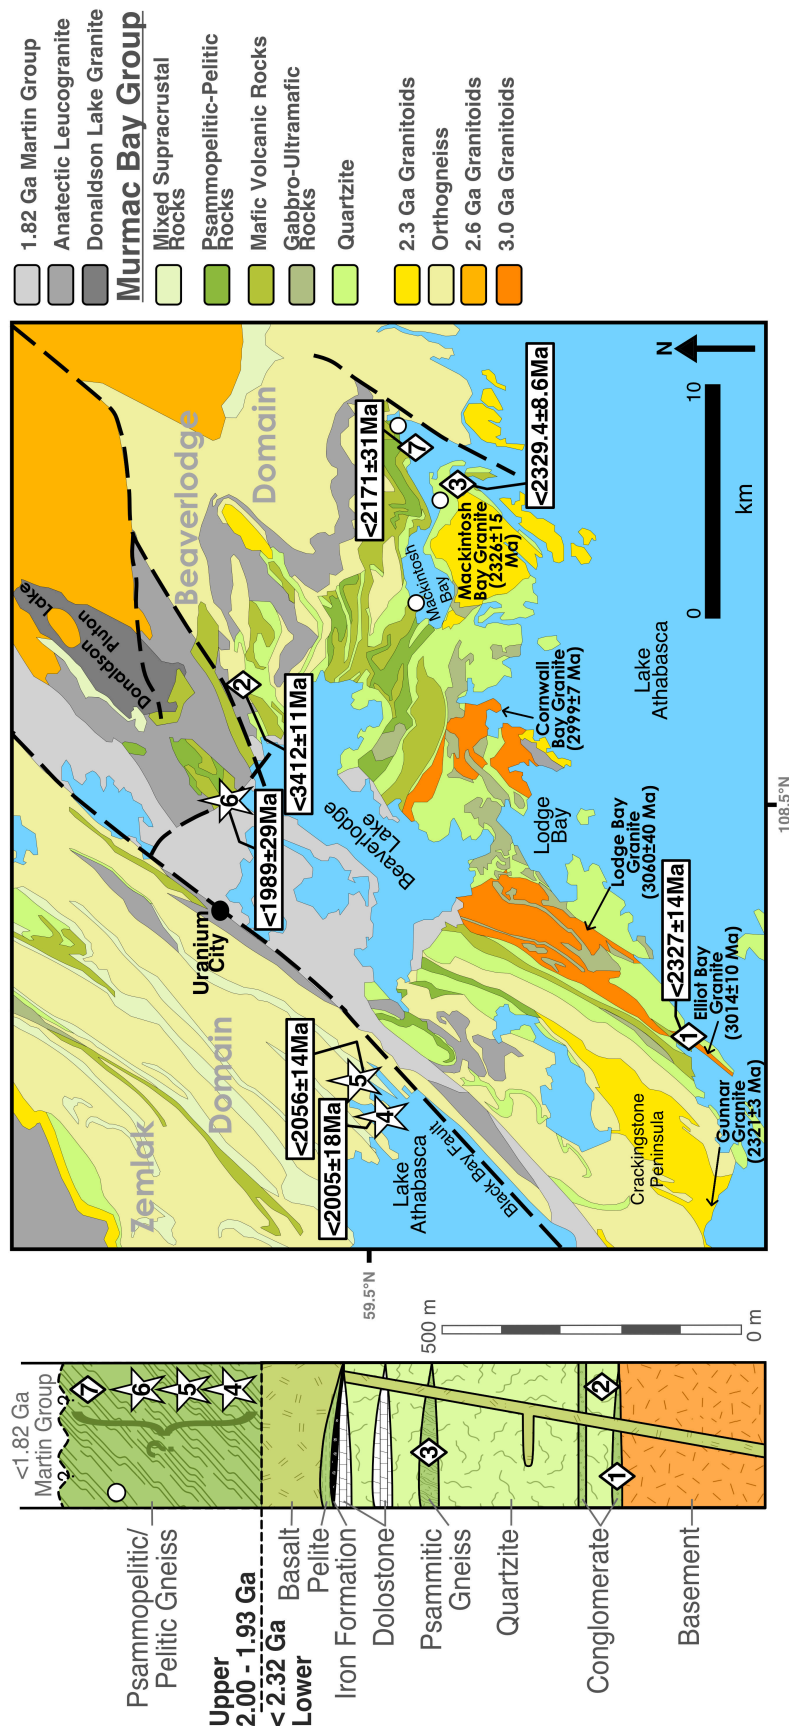 1.82 Ga Martin Group
Anatectic Leucogranite
Donaldson Lake Granite
Murmac Bay Group
Mixed Supracrustal
Rocks
Psammopelitic-Pelitic
Rocks
Mafic Volcanic Rocks
Gabbro-Ultramafic
Rocks
Quartzite
2.3 Ga Granitoids
Orthogneiss
2.6 Ga Granitoids
3.0 Ga Granitoids
Beaverlodge
Domain
Donaldson Lake
Pluton
<2171±31Ma
7
3
<2329.4±8.6Ma
Mackintosh
Bay
Mackintosh
Bay Granite
(2326±15
Ma)
N
10
0
km
2
<3412±11Ma
6
<1989±29Ma
Beaverlodge
Lake
Cornwall
Bay Granite
(2999±7 Ma)
Lake
Athabasca
Lodge
Bay
Lodge Bay
Granite
(3060±40 Ma)
108.5°N
Uranium
City
<2327±14Ma
1
Elliot Bay
Granite
(3014±10 Ma)
Zemlak
Domain
<2056±14Ma
5
<2005±18Ma
4
Lake
Athabasca
Black Bay Fault
Crackingstone
Peninsula
Gunnar
Granite
(2321±3 Ma)
59.5°N
500 m
0 m
<1.82 Ga
Martin Group
?
?
7
6
5
4
?
3
2
1
Psammopelitic/
Pelitic Gneiss
Upper
2.00 - 1.93 Ga
< 2.32 Ga
Lower
Basalt
Pelite
Iron Formation
Dolostone
Psammitic
Gneiss
Quartzite
Conglomerate
Basement